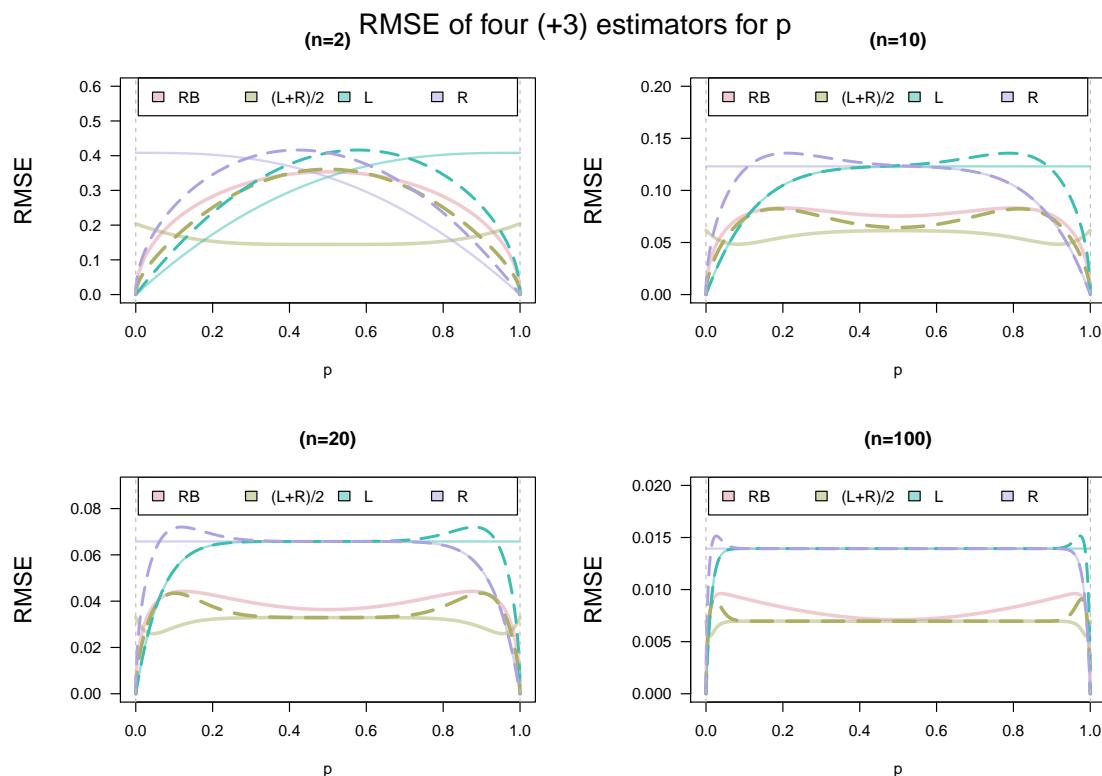 RMSE of four (+3) estimators for p
(n=2)
RMSE
0.6
0.5
0.4
0.3
0.2
0.1
0.0
RB (L+R)/2 L R
0.0 0.2 0.4 0.6 0.8 1.0
p
(n=10)
RMSE
0.20
0.15
0.10
0.05
0.00
RB (L+R)/2 L R
0.0 0.2 0.4 0.6 0.8 1.0
p
(n=20)
RMSE
0.08
0.06
0.04
0.02
0.00
RB (L+R)/2 L R
0.0 0.2 0.4 0.6 0.8 1.0
p
(n=100)
RMSE
0.020
0.015
0.010
0.005
0.000
RB (L+R)/2 L R
0.0 0.2 0.4 0.6 0.8 1.0
p